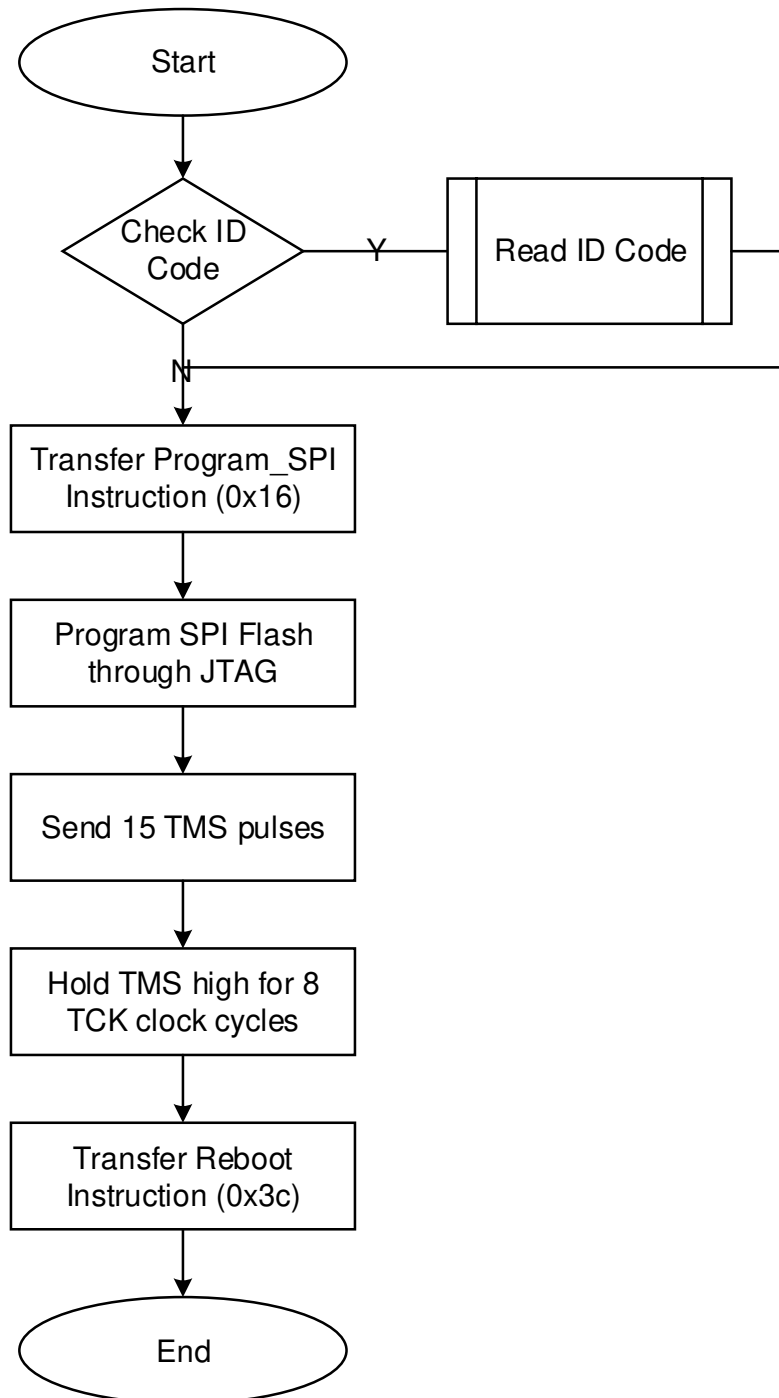 Start
Check ID
Code
Y
Read ID Code
N
Transfer Program_SPI
Instruction (0x16)
Program SPI Flash
through JTAG
Send 15 TMS pulses
Hold TMS high for 8
TCK clock cycles
Transfer Reboot
Instruction (0x3c)
End